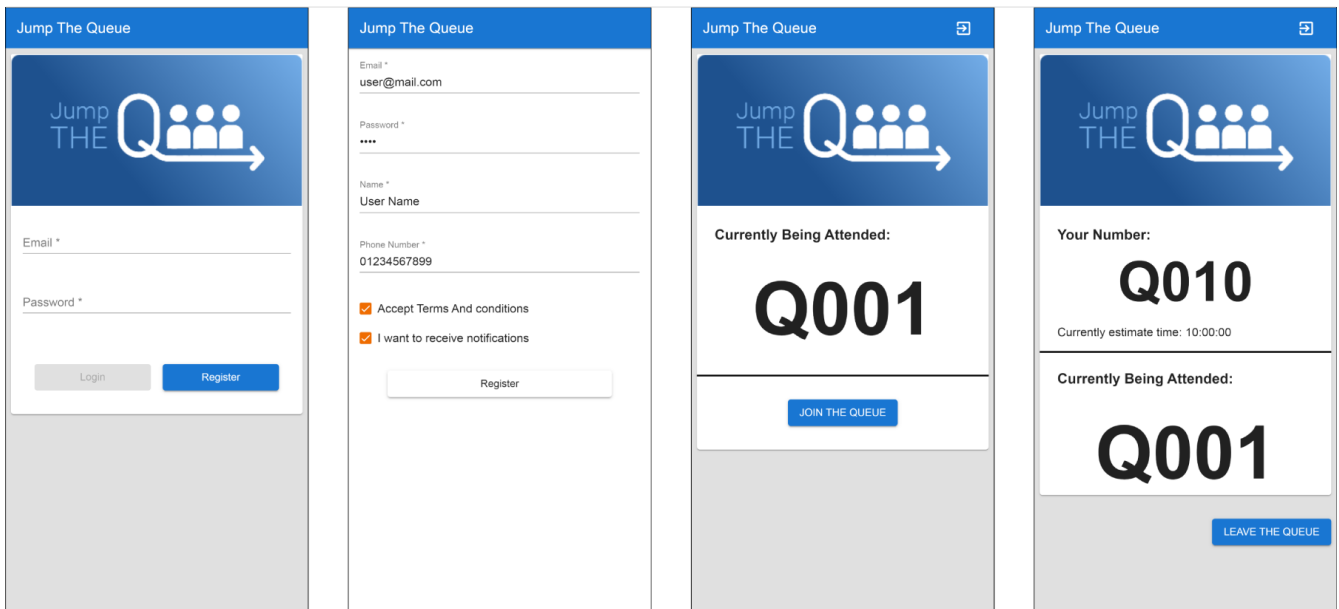 Jump The Queue
Jump
THE Q
Email *
Password *
Login Register
Jump The Queue
Email *
user@mail.com
Password *
••••
Name *
User Name
Phone Number *
01234567899
Accept Terms And conditions
I want to receive notifications
Register
Jump The Queue
Jump
THE Q
Currently Being Attended:
Q001
JOIN THE QUEUE
Jump The Queue
Jump
THE Q
Your Number:
Q010
Currently estimate time: 10:00:00
Currently Being Attended:
Q001
LEAVE THE QUEUE